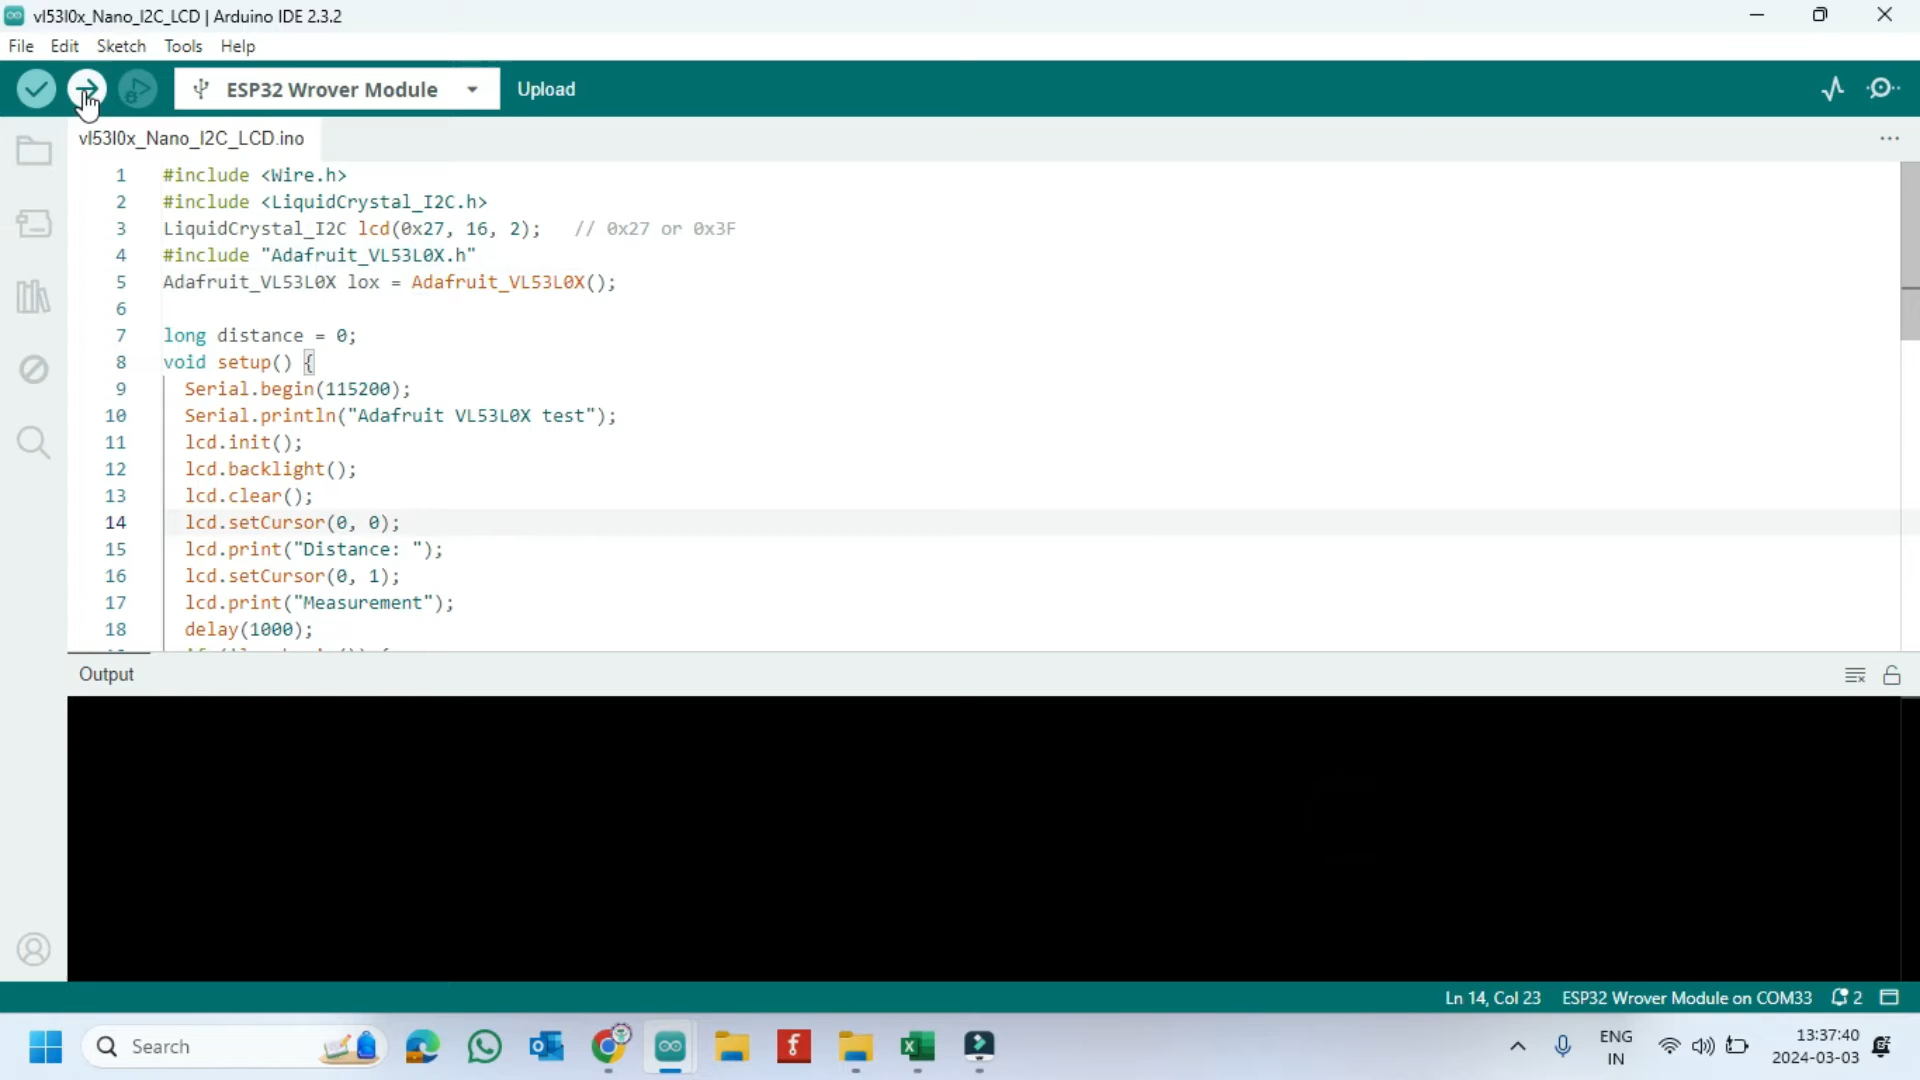 vl53l0x_Nano_I2C_LCD | Arduino IDE 2.3.2
File Edit Sketch Tools Help
ESP32 Wrover Module Upload
vl53l0x_Nano_I2C_LCD.ino
1 #include <Wire.h>
2 #include <LiquidCrystal_I2C.h>
3 LiquidCrystal_I2C lcd(0x27, 16, 2); // 0x27 or 0x3F
4 #include "Adafruit_VL53L0X.h"
5 Adafruit_VL53L0X lox = Adafruit_VL53L0X();
6
7 long distance = 0;
8 void setup() {
9 Serial.begin(115200);
10 Serial.println("Adafruit VL53L0X test");
11 lcd.init();
12 lcd.backlight();
13 lcd.clear();
14 lcd.setCursor(0, 0);
15 lcd.print("Distance: ");
16 lcd.setCursor(0, 1);
17 lcd.print("Measurement");
18 delay(1000);
Output
Ln 14, Col 23 ESP32 Wrover Module on COM33 2
Search
ENG
IN
13:37:40
2024-03-03